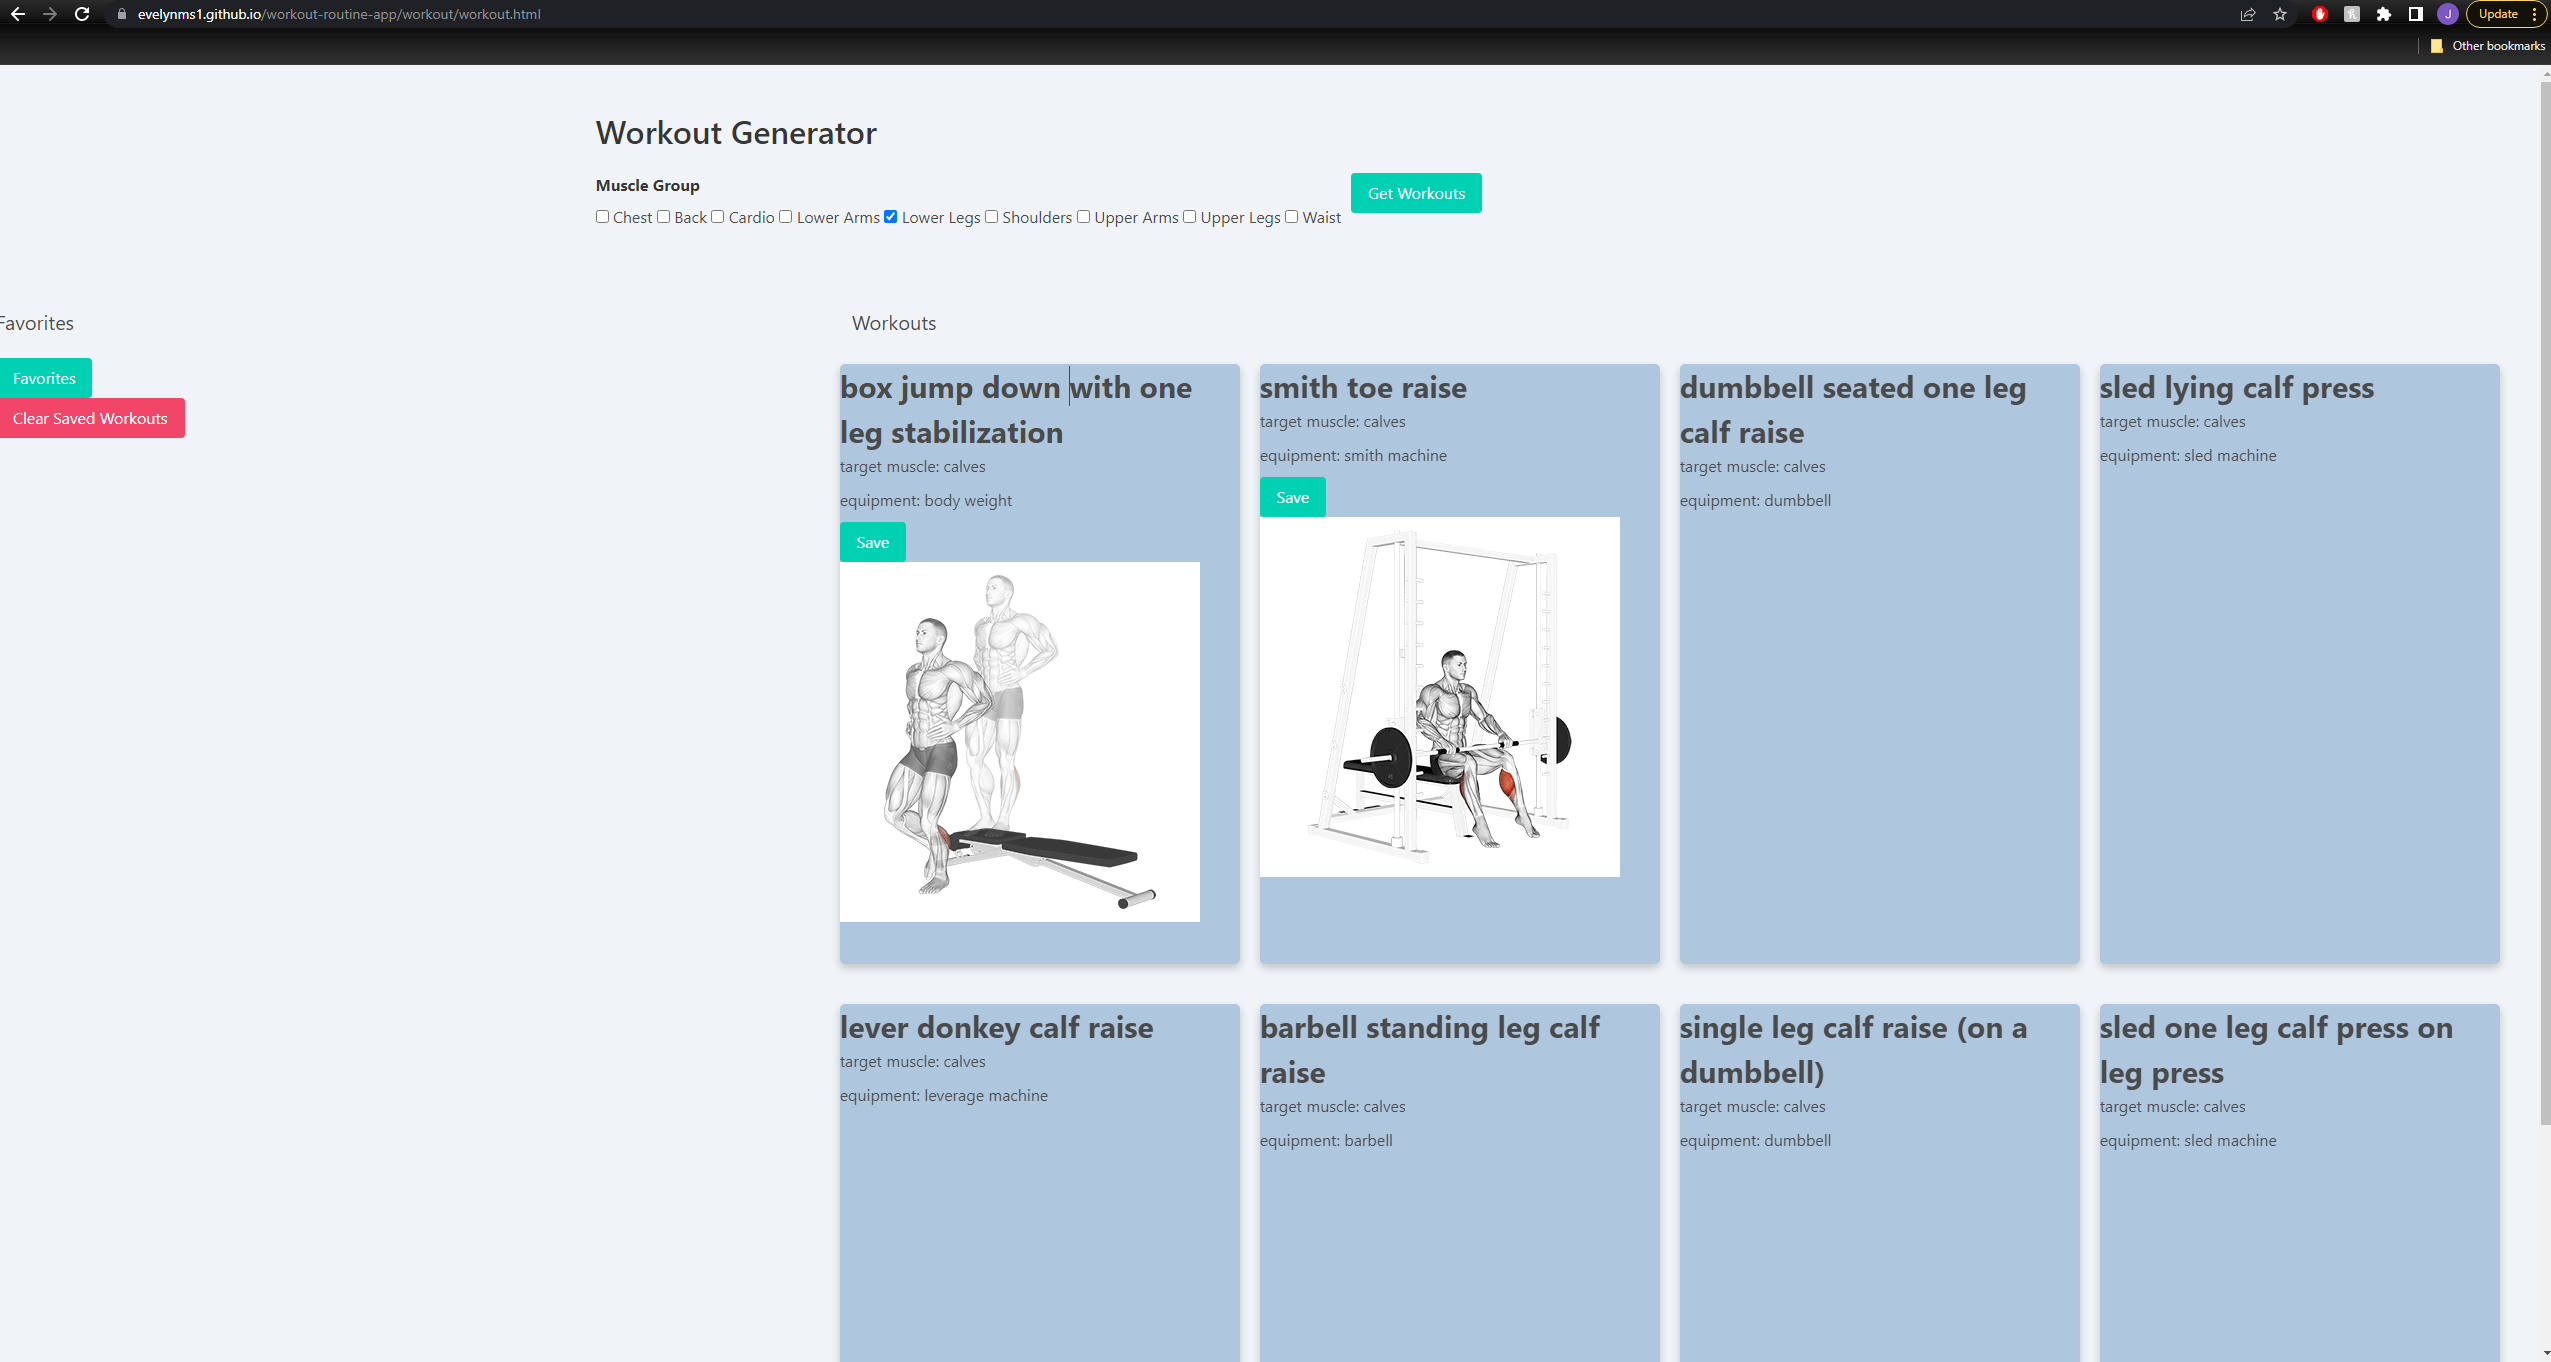 evelynms1.github.io/workout-routine-app/workout/workout.html
J
Update
Other bookmarks
Workout Generator
Muscle Group
Get Workouts
Chest Back Cardio Lower Arms Lower Legs Shoulders Upper Arms Upper Legs Waist
Favorites
Workouts
Favorites
Clear Saved Workouts
box jump down with one
leg stabilization
target muscle: calves
equipment: body weight
Save
smith toe raise
target muscle: calves
equipment: smith machine
Save
dumbbell seated one leg
calf raise
target muscle: calves
equipment: dumbbell
sled lying calf press
target muscle: calves
equipment: sled machine
lever donkey calf raise
target muscle: calves
equipment: leverage machine
barbell standing leg calf
raise
target muscle: calves
equipment: barbell
single leg calf raise (on a
dumbbell)
target muscle: calves
equipment: dumbbell
sled one leg calf press on
leg press
target muscle: calves
equipment: sled machine